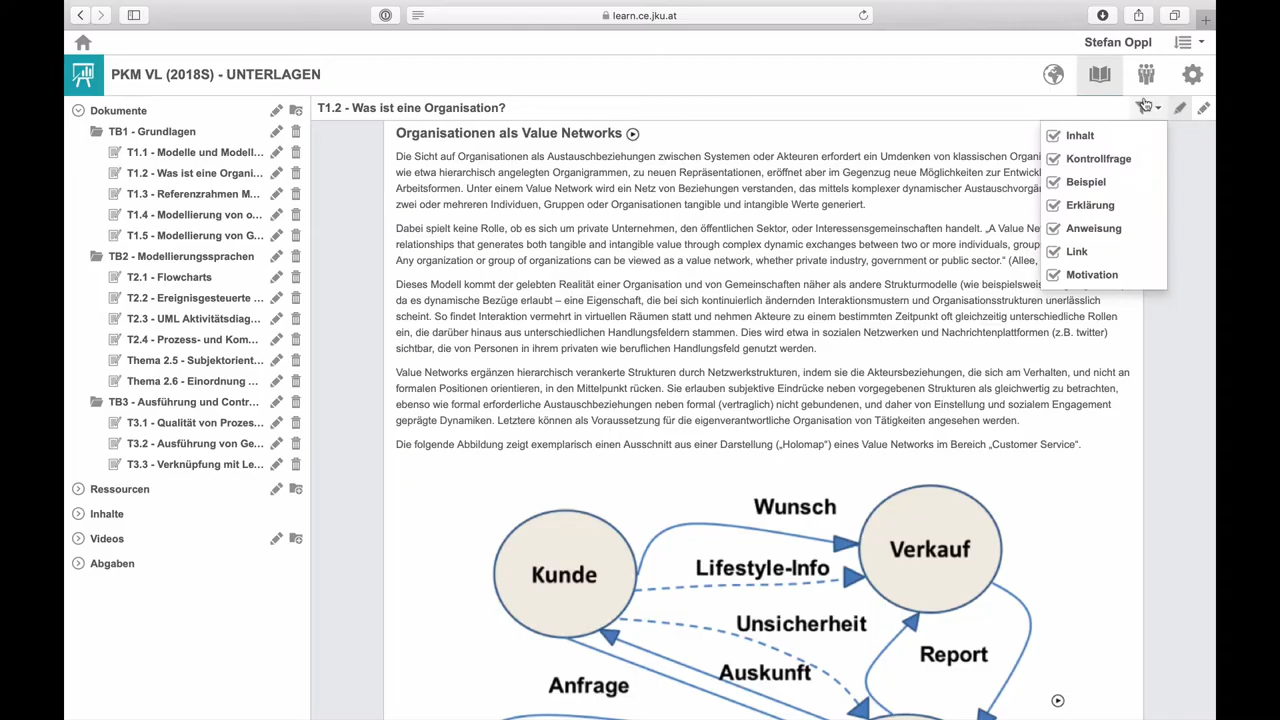 learn.ce.jku.at
Stefan Oppl
PKM VL (2018S) - UNTERLAGEN
Dokumente
TB1 - Grundlagen
T1.1 - Modelle und Modell...
T1.2 - Was ist eine Organi...
T1.3 - Referenzrahmen M...
T1.4 - Modellierung von o...
T1.5 - Modellierung von G...
TB2 - Modellierungssprachen
T2.1 - Flowcharts
T2.2 - Ereignisgesteuerte ...
T2.3 - UML Aktivitätsdiag...
T2.4 - Prozess- und Kom...
Thema 2.5 - Subjektorient...
Thema 2.6 - Einordnung ...
TB3 - Ausführung und Contr...
T3.1 - Qualität von Prozes...
T3.2 - Ausführung von Ge...
T3.3 - Verknüpfung mit Le...
Ressourcen
Inhalte
Videos
Abgaben
T1.2 - Was ist eine Organisation?
Inhalt
Kontrollfrage
Beispiel
Erklärung
Anweisung
Link
Motivation
Organisationen als Value Networks
Die Sicht auf Organisationen als Austauschbeziehungen zwischen Systemen oder Akteuren erfordert ein Umdenken von klassischen Organi
wie etwa hierarchisch angelegten Organigrammen, zu neuen Repräsentationen, eröffnet aber im Gegenzug neue Möglichkeiten zur Entwick
Arbeitsformen. Unter einem Value Network wird ein Netz von Beziehungen verstanden, das mittels komplexer dynamischer Austauschvorgä
zwei oder mehreren Individuen, Gruppen oder Organisationen tangible und intangible Werte generiert.
Dabei spielt keine Rolle, ob es sich um private Unternehmen, den öffentlichen Sektor, oder Interessensgemeinschaften handelt. „A Value Ne
relationships that generates both tangible and intangible value through complex dynamic exchanges between two or more individuals, group
Any organization or group of organizations can be viewed as a value network, whether private industry, government or public sector.“ (Allee,
Dieses Modell kommt der gelebten Realität einer Organisation und von Gemeinschaften näher als andere Strukturmodelle (wie beispielsweis
da es dynamische Bezüge erlaubt – eine Eigenschaft, die bei sich kontinuierlich ändernden Interaktionsmustern und Organisationsstrukturen unerlässlich
scheint. So findet Interaktion vermehrt in virtuellen Räumen statt und nehmen Akteure zu einem bestimmten Zeitpunkt oft gleichzeitig unterschiedliche Rollen
ein, die darüber hinaus aus unterschiedlichen Handlungsfeldern stammen. Dies wird etwa in sozialen Netzwerken und Nachrichtenplattformen (z.B. twitter)
sichtbar, die von Personen in ihrem privaten wie beruflichen Handlungsfeld genutzt werden.
Value Networks ergänzen hierarchisch verankerte Strukturen durch Netzwerkstrukturen, indem sie die Akteursbeziehungen, die sich am Verhalten, und nicht an
formalen Positionen orientieren, in den Mittelpunkt rücken. Sie erlauben subjektive Eindrücke neben vorgegebenen Strukturen als gleichwertig zu betrachten,
ebenso wie formal erforderliche Austauschbeziehungen neben formal (vertraglich) nicht gebundenen, und daher von Einstellung und sozialem Engagement
geprägte Dynamiken. Letztere können als Voraussetzung für die eigenverantwortliche Organisation von Tätigkeiten angesehen werden.
Die folgende Abbildung zeigt exemplarisch einen Ausschnitt aus einer Darstellung („Holomap“) eines Value Networks im Bereich „Customer Service“.
Wunsch
Kunde
Verkauf
Lifestyle-Info
Unsicherheit
Report
Auskunft
Anfrage